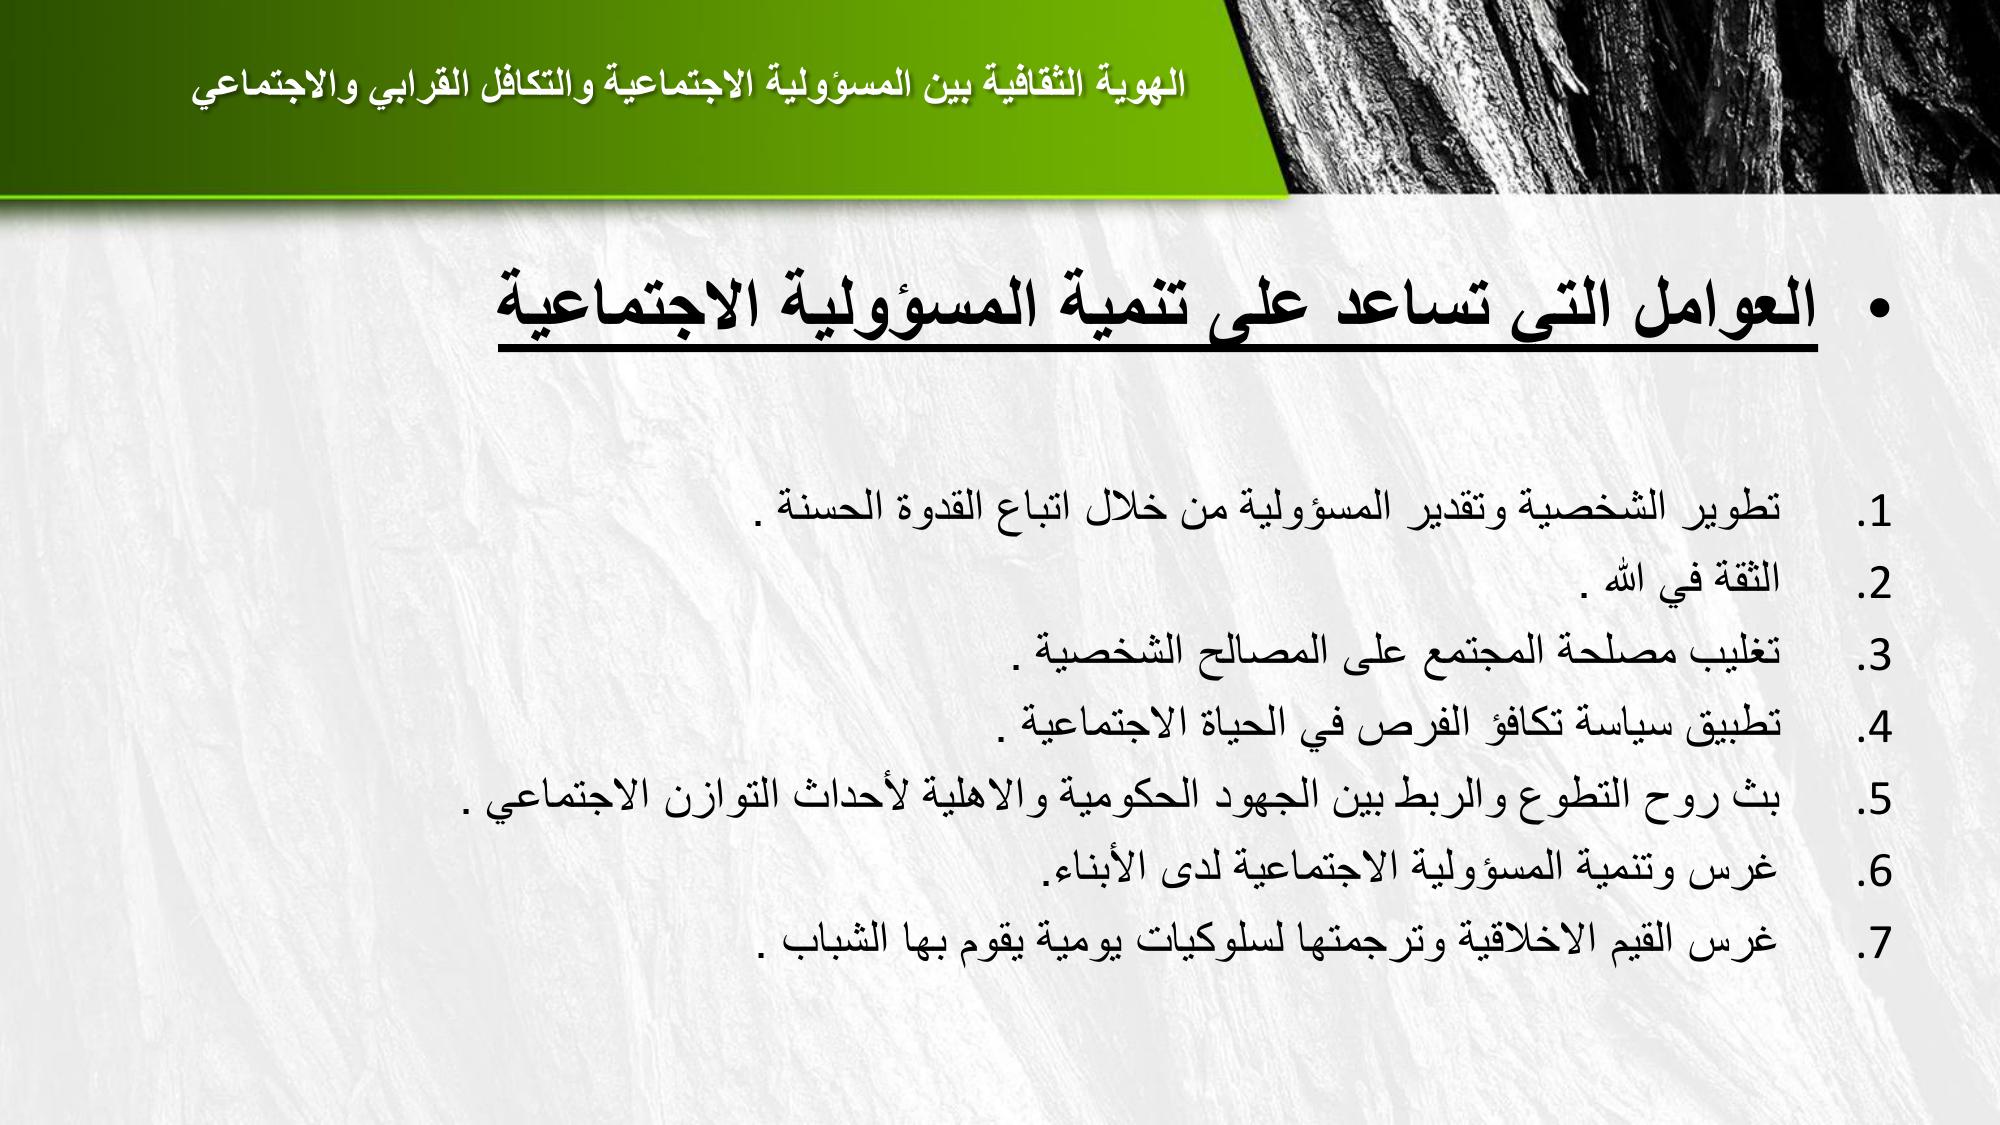 الهوية الثقافية بين المسؤولية الاجتماعية والتكافل القرابي والاجتماعي
• العوامل التي تساعد على تنمية المسؤولية الاجتماعية
1. تطوير الشخصية وتقدير المسؤولية من خلال اتباع القدوة الحسنة .
2. الثقة في الله .
3. تغليب مصلحة المجتمع على المصالح الشخصية .
4. تطبيق سياسة تكافؤ الفرص في الحياة الاجتماعية .
5. بث روح التطوع والربط بين الجهود الحكومية والاهلية لأحداث التوازن الاجتماعي .
6. غرس وتنمية المسؤولية الاجتماعية لدى الأبناء.
7. غرس القيم الاخلاقية وترجمتها لسلوكيات يومية يقوم بها الشباب .